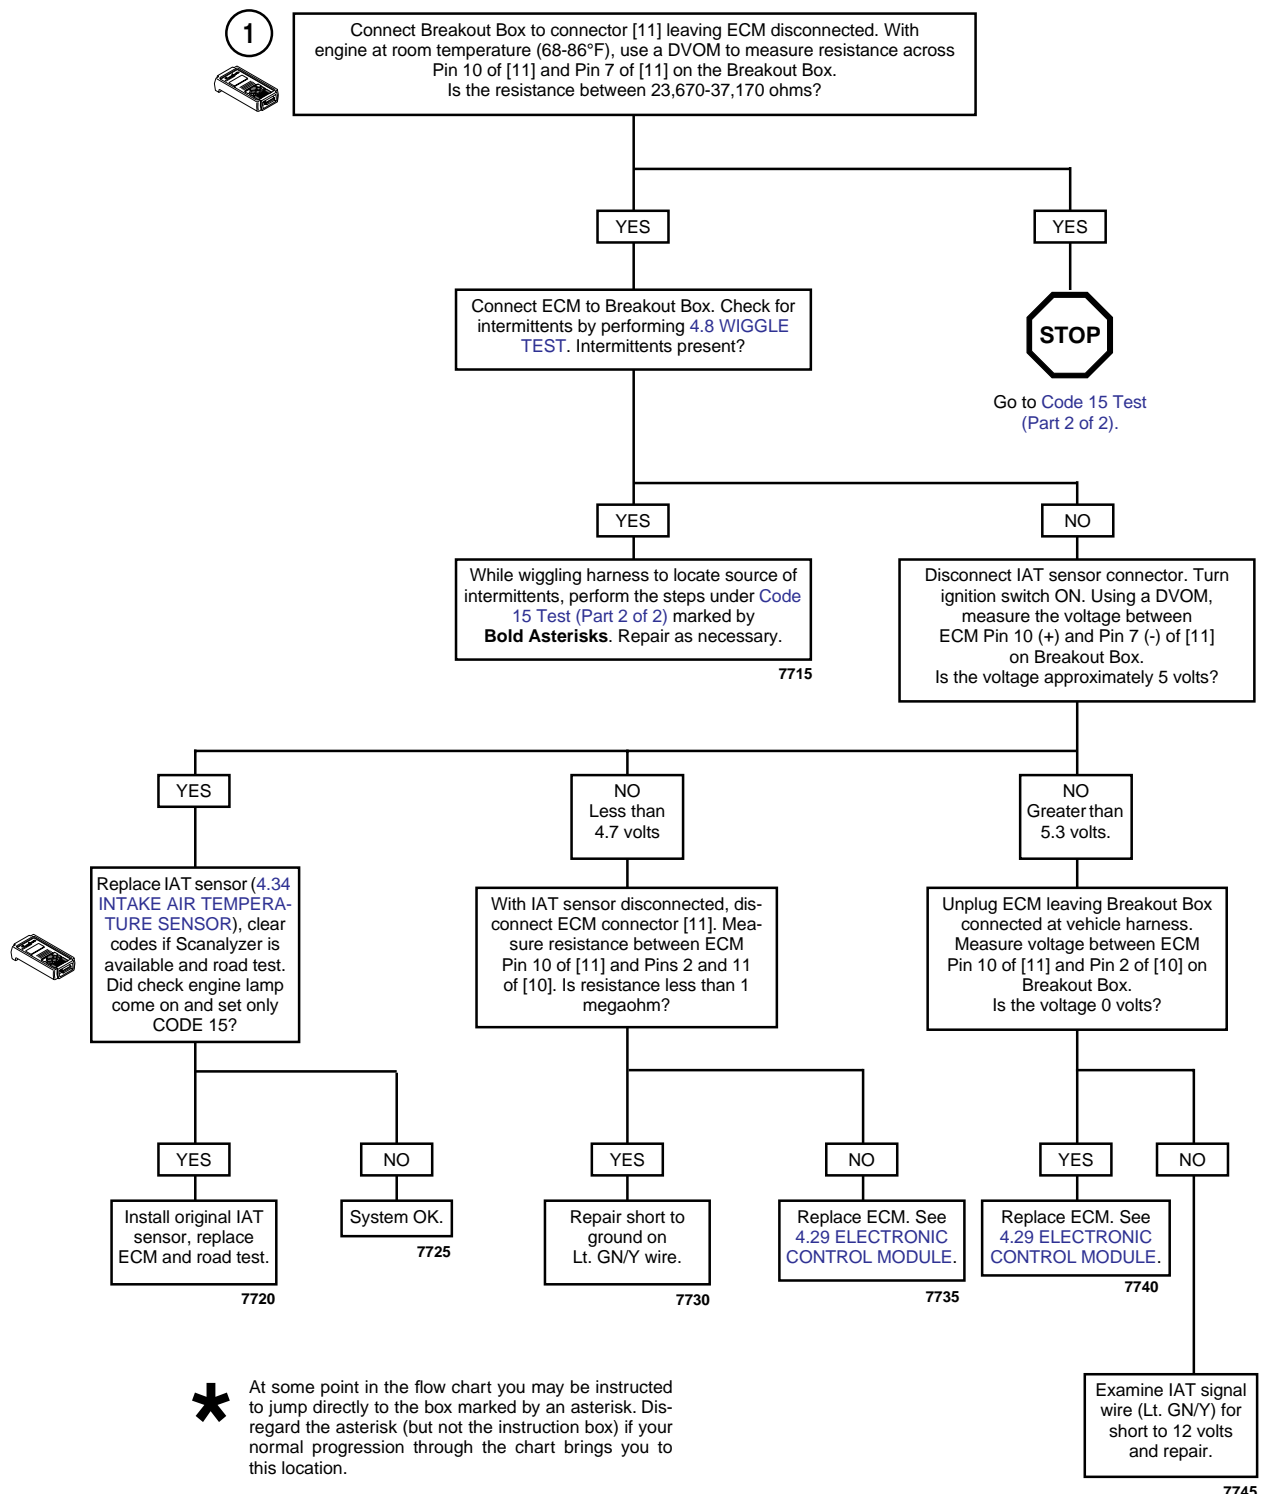 1
Connect Breakout Box to connector [11] leaving ECM disconnected. With
engine at room temperature (68-86°F), use a DVOM to measure resistance across
Pin 10 of [11] and Pin 7 of [11] on the Breakout Box.
Is the resistance between 23,670-37,170 ohms?
YES
YES
Connect ECM to Breakout Box. Check for
intermittents by performing 4.8 WIGGLE
TEST. Intermittents present?
STOP
Go to Code 15 Test
(Part 2 of 2).
YES
NO
While wiggling harness to locate source of
intermittents, perform the steps under Code
15 Test (Part 2 of 2) marked by
Bold Asterisks. Repair as necessary.
7715
Disconnect IAT sensor connector. Turn
ignition switch ON. Using a DVOM,
measure the voltage between
ECM Pin 10 (+) and Pin 7 (-) of [11]
on Breakout Box.
Is the voltage approximately 5 volts?
YES
NO
Less than
4.7 volts
NO
Greater than
5.3 volts.
Replace IAT sensor (4.34
INTAKE AIR TEMPERA-
TURE SENSOR), clear
codes if Scanalyzer is
available and road test.
Did check engine lamp
come on and set only
CODE 15?
With IAT sensor disconnected, dis-
connect ECM connector [11]. Mea-
sure resistance between ECM
Pin 10 of [11] and Pins 2 and 11
of [10]. Is resistance less than 1
megaohm?
Unplug ECM leaving Breakout Box
connected at vehicle harness.
Measure voltage between ECM
Pin 10 of [11] and Pin 2 of [10] on
Breakout Box.
Is the voltage 0 volts?
YES
NO
YES
NO
YES
NO
Install original IAT
sensor, replace
ECM and road test.
7720
System OK.
7725
Repair short to
ground on
Lt. GN/Y wire.
7730
Replace ECM. See
4.29 ELECTRONIC
CONTROL MODULE.
7735
Replace ECM. See
4.29 ELECTRONIC
CONTROL MODULE.
7740
Examine IAT signal
wire (Lt. GN/Y) for
short to 12 volts
and repair.
7745
* At some point in the flow chart you may be instructed
to jump directly to the box marked by an asterisk. Dis-
regard the asterisk (but not the instruction box) if your
normal progression through the chart brings you to
this location.